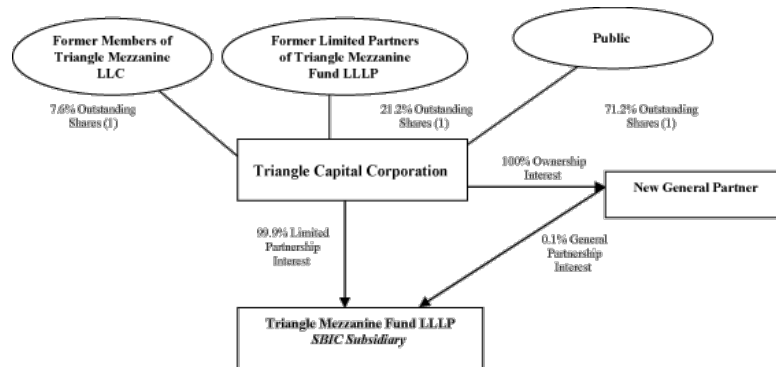 Former Members of
Triangle Mezzanine
LLC
Former Limited Partners
of Triangle Mezzanine
Fund LLLP
Public
7.6% Outstanding
Shares (1)
21.2% Outstanding
Shares (1)
71.2% Outstanding
Shares (1)
Triangle Capital Corporation
100% Ownership
Interest
New General Partner
99.9% Limited
Partnership
Interest
0.1% General
Partnership
Interest
Triangle Mezzanine Fund LLLP
SBIC Subsidiary